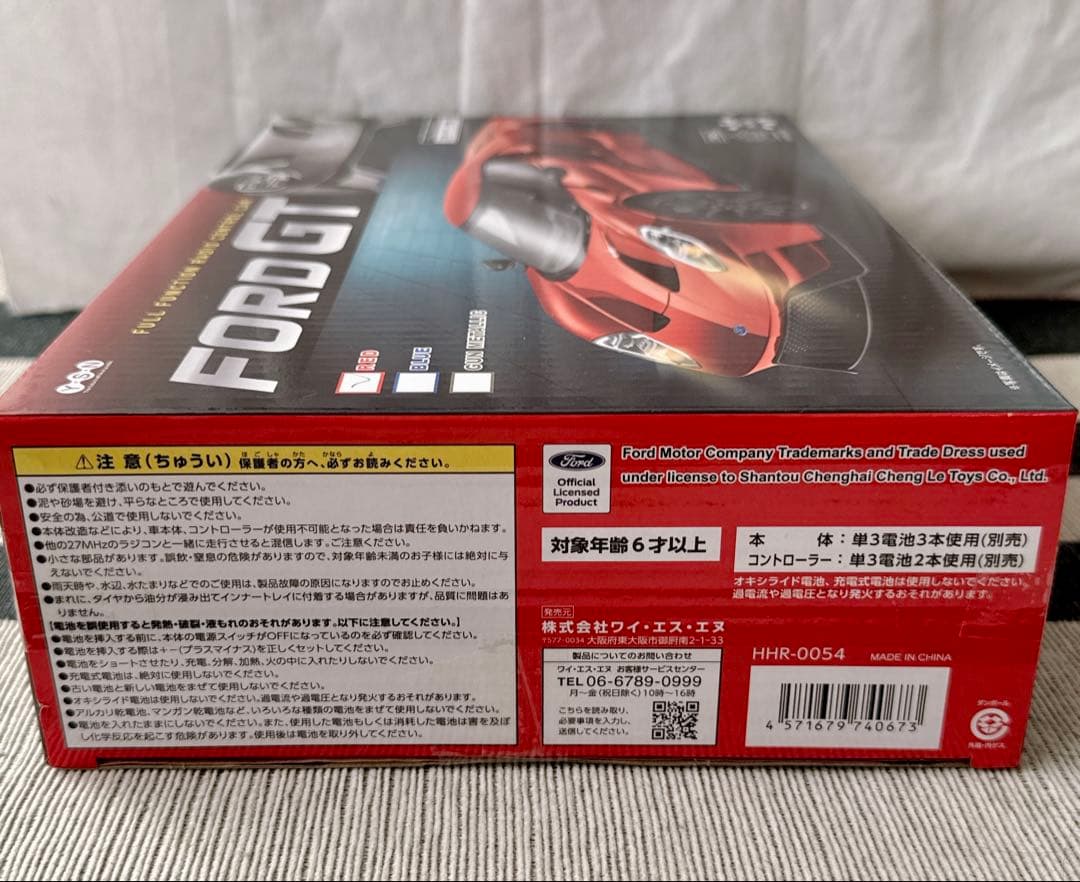 FULL FUNCTION RADIO CONTROL CAR
FORD GT
RED
BLUE
GUN METALLIC
⚠注意(ちゅうい) 保護者の方へ、必ずお読みください。
ほごしゃ かた かなら よ
●必ず保護者付き添いのもとで遊んでください。
●泥や砂場を避け、平らなところで使用してください。
●安全の為、公道で使用しないでください。
●本体改造などにより、車本体、コントローラーが使用不可能となった場合は責任を負いかねます。
●他の27MHzのラジコンと一緒に走行させると混信します。ご注意ください。
●小さな部品があります。誤飲・窒息の危険がありますので、対象年齢未満のお子様には絶対に与
えないでください。
●雨天時や、水辺、水たまりなどでのご使用は、製品故障の原因になりますのでお止めください。
●まれに、タイヤから油分が浸み出てインナートレイに付着する場合がありますが、品質に問題はあ
りません。
【電池を誤使用すると発熱・破裂・液もれのおそれがあります。以下に注意してください。】
●電池を挿入する前に、本体の電源スイッチがOFFになっているのを必ず確認してください。
●電池を挿入する際は＋－(プラスマイナス)を正しくセットしてください。
●電池をショートさせたり、充電、分解、加熱、火の中に入れたりしないでください。
●充電式電池は、絶対に使用しないでください。
●古い電池と新しい電池をまぜて使用しないでください。
●オキシライド電池は使用しないでください。過電流や過電圧となり発火するおそれがあります。
●アルカリ乾電池、マンガン乾電池など、いろいろな種類の電池をまぜて使用しないでください。
●電池を入れたままにしないでください。また、使用した電池もしくは消耗した電池は害を及ぼ
し化学反応を起こす危険があります。使用後は電池を取り外してください。
Ford
Official
Licensed
Product
Ford Motor Company Trademarks and Trade Dress used
under license to Shantou Chenghai Cheng Le Toys Co., Ltd.
対象年齢6才以上
本 体：単3電池3本使用(別売)
コントローラー：単3電池2本使用(別売)
オキシライド電池、充電式電池は使用しないでください。
過電流や過電圧となり発火するおそれがあります。
発売元
株式会社ワイ・エス・エヌ
〒577-0034 大阪府東大阪市御厨南2-1-33
製品についてのお問い合わせ
ワイ・エス・エヌ お客様サービスセンター
TEL 06-6789-0999
月～金(祝日除く)10時～16時
こちらを読み取り、
必要事項を入力し、
送信してください。
HHR-0054 MADE IN CHINA
4 571679 740673
ダンボール
外箱・内ダス